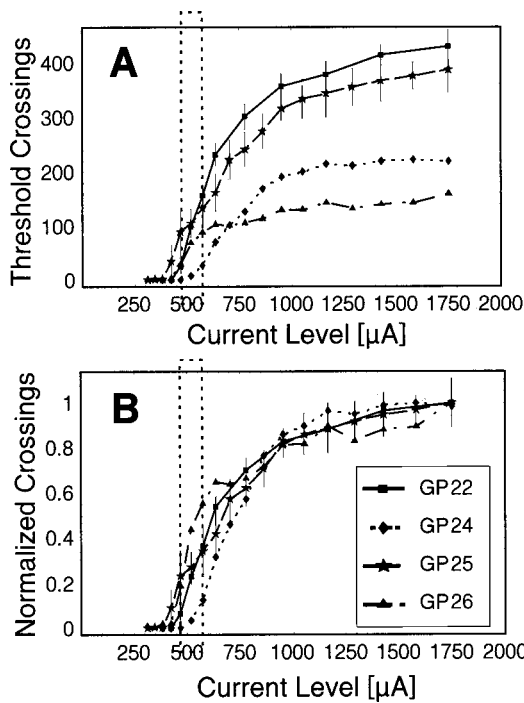 A
Threshold Crossings
400
300
200
100
0
250 500 750 1000 1250 1500 1750 2000
Current Level [µA]
B
Normalized Crossings
1
0.8
0.6
0.4
0.2
0
GP22
GP24
GP25
GP26
250 500 750 1000 1250 1500 1750 2000
Current Level [µA]